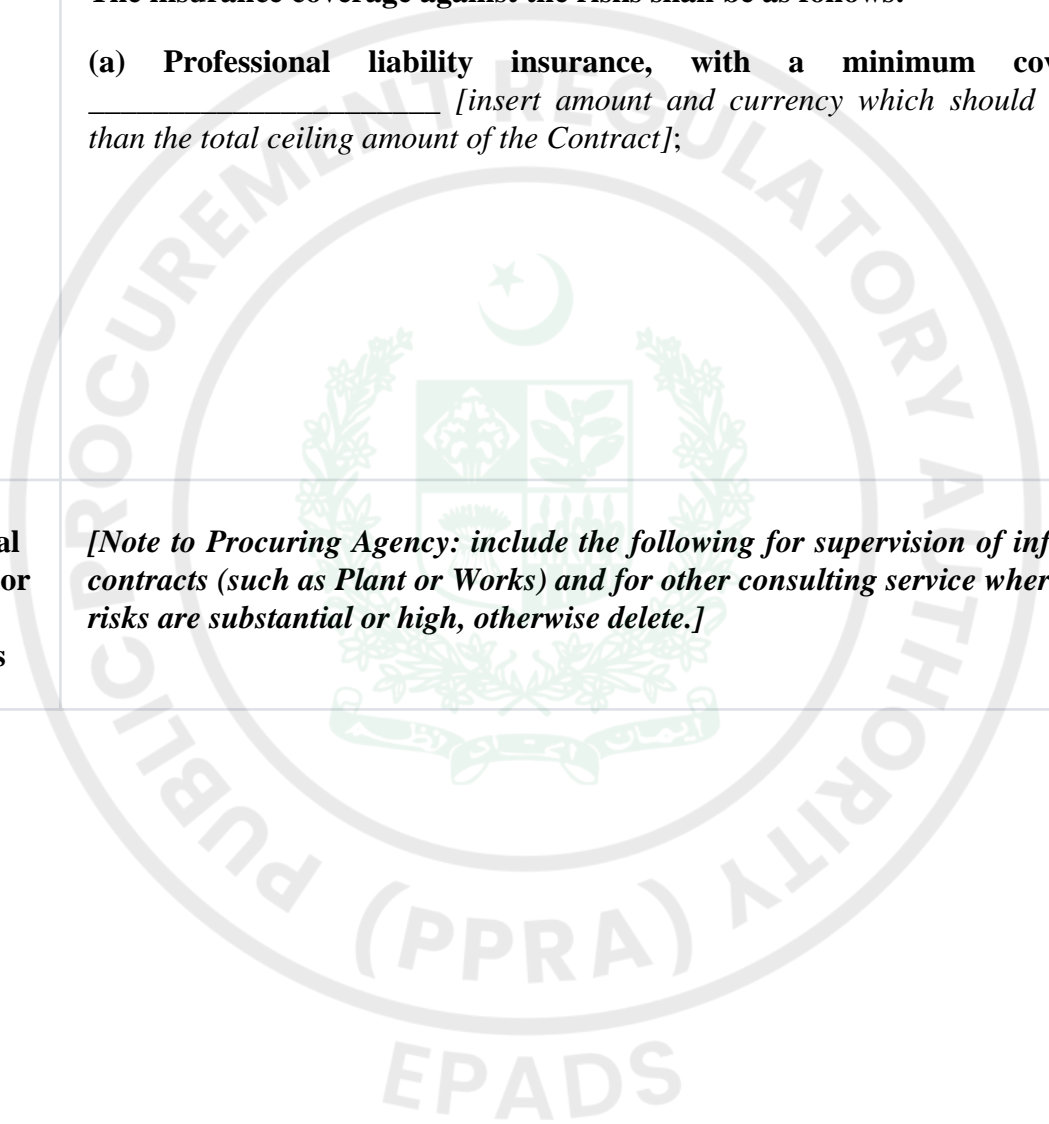 The insurance coverage against the risks shall be as follows:
(a) Professional liability insurance, with a minimum cov
______________________ [insert amount and currency which should
than the total ceiling amount of the Contract];
al
or
s
[Note to Procuring Agency: include the following for supervision of inf
contracts (such as Plant or Works) and for other consulting service wher
risks are substantial or high, otherwise delete.]
PUBLIC PROCUREMENT REGULATORY AUTHORITY
(PPRA)
EPADS